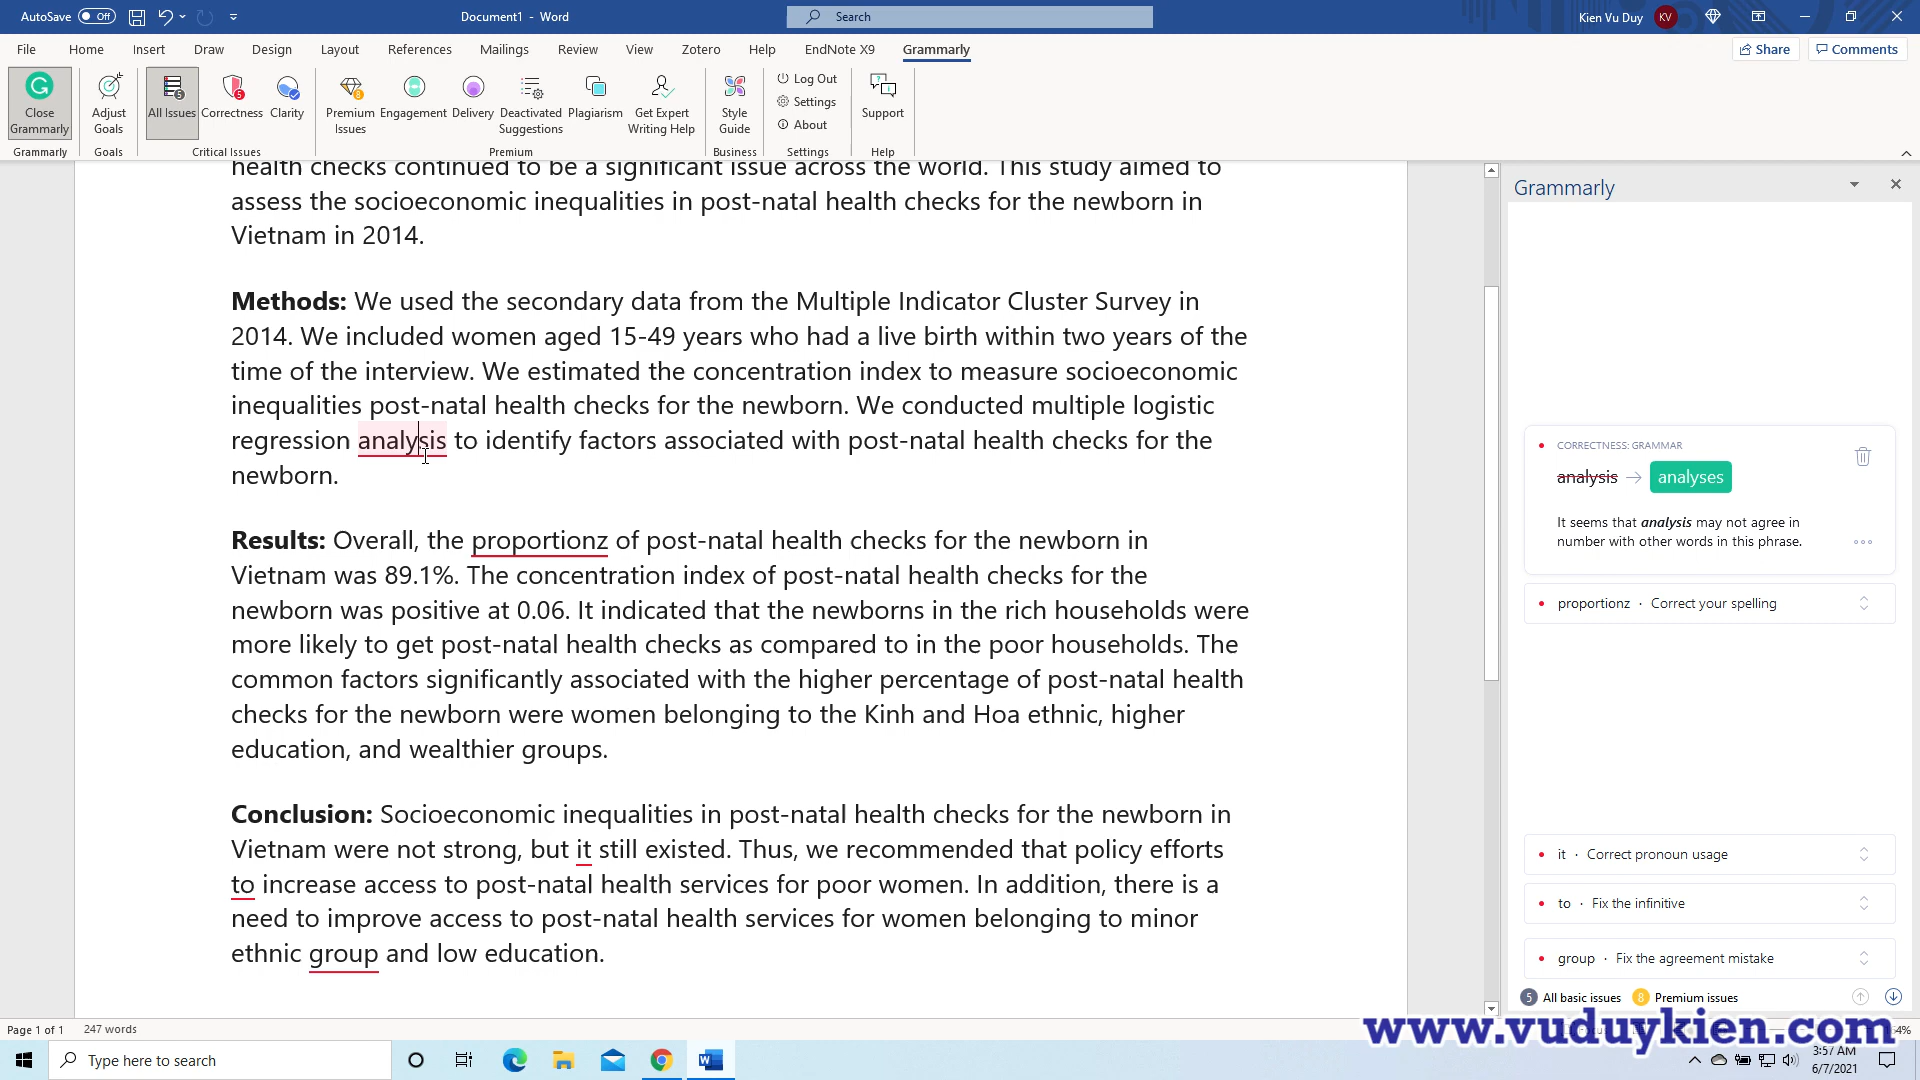 AutoSave Off Document1 - Word Search Kien Vu Duy KV
File Home Insert Draw Design Layout References Mailings Review View Zotero Help EndNote X9 Grammarly Share Comments
Close Grammarly
Adjust Goals
All Issues 5
Correctness 5
Clarity
Premium Issues 8
Engagement
Delivery
Deactivated Suggestions
Plagiarism
Get Expert Writing Help
Style Guide
Log Out
Settings
About
Support
Grammarly Goals Critical Issues Premium Business Settings Help
health checks continued to be a significant issue across the world. This study aimed to
assess the socioeconomic inequalities in post-natal health checks for the newborn in
Vietnam in 2014.
Methods: We used the secondary data from the Multiple Indicator Cluster Survey in
2014. We included women aged 15-49 years who had a live birth within two years of the
time of the interview. We estimated the concentration index to measure socioeconomic
inequalities post-natal health checks for the newborn. We conducted multiple logistic
regression analysis to identify factors associated with post-natal health checks for the
newborn.
Results: Overall, the proportionz of post-natal health checks for the newborn in
Vietnam was 89.1%. The concentration index of post-natal health checks for the
newborn was positive at 0.06. It indicated that the newborns in the rich households were
more likely to get post-natal health checks as compared to in the poor households. The
common factors significantly associated with the higher percentage of post-natal health
checks for the newborn were women belonging to the Kinh and Hoa ethnic, higher
education, and wealthier groups.
Conclusion: Socioeconomic inequalities in post-natal health checks for the newborn in
Vietnam were not strong, but it still existed. Thus, we recommended that policy efforts
to increase access to post-natal health services for poor women. In addition, there is a
need to improve access to post-natal health services for women belonging to minor
ethnic group and low education.
Grammarly
CORRECTNESS: GRAMMAR
analysis → analyses
It seems that analysis may not agree in
number with other words in this phrase.
proportionz · Correct your spelling
it · Correct pronoun usage
to · Fix the infinitive
group · Fix the agreement mistake
5 All basic issues 8 Premium issues
Page 1 of 1 247 words
www.vuduykien.com
Type here to search
3:57 AM
6/7/2021